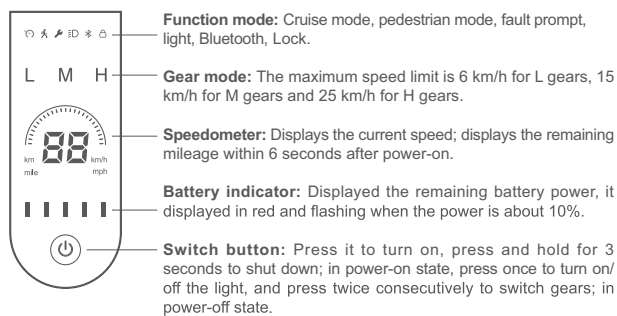 Function mode: Cruise mode, pedestrian mode, fault prompt,
light, Bluetooth, Lock.
L M H
Gear mode: The maximum speed limit is 6 km/h for L gears, 15
km/h for M gears and 25 km/h for H gears.
88
km km/h
mile mph
Speedometer: Displays the current speed; displays the remaining
mileage within 6 seconds after power-on.
Battery indicator: Displayed the remaining battery power, it
displayed in red and flashing when the power is about 10%.
Switch button: Press it to turn on, press and hold for 3
seconds to shut down; in power-on state, press once to turn on/
off the light, and press twice consecutively to switch gears; in
power-off state.